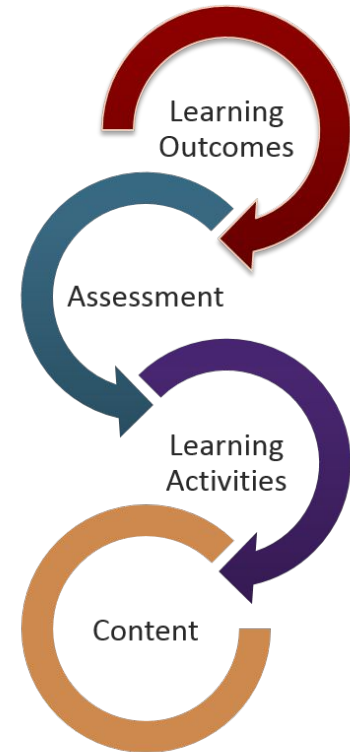 Learning
Outcomes
Assessment
Learning
Activities
Content